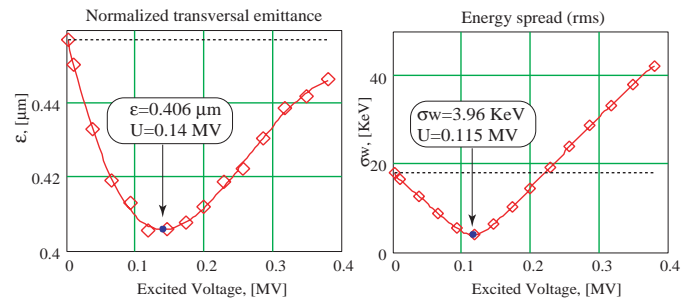 Normalized transversal emittance
ε, [μm]
0.44
0.42
0.4
ε=0.406 μm
U=0.14 MV
0
0.1
0.2
0.3
0.4
Excited Voltage, [MV]
Energy spread (rms)
σw, [KeV]
40
20
0
σw=3.96 KeV
U=0.115 MV
0
0.1
0.2
0.3
0.4
Excited Voltage, [MV]